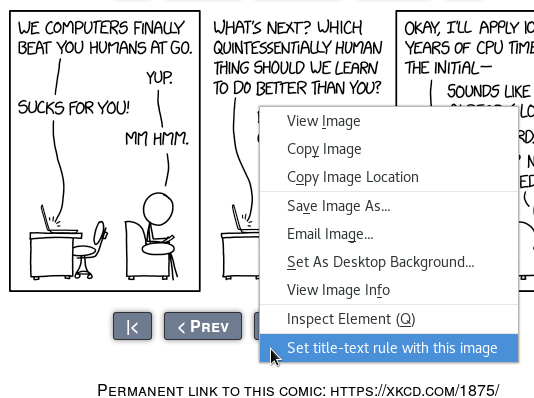 WE COMPUTERS FINALLY
BEAT YOU HUMANS AT GO.
YUP.
SUCKS FOR YOU!
MM HMM.
WHAT'S NEXT? WHICH
QUINTESSENTIALLY HUMAN
THING SHOULD WE LEARN
TO DO BETTER THAN YOU?
OKAY, I'LL APPLY 10
YEARS OF CPU TIME
THE INITIAL—
SOUNDS LIKE
View Image
Copy Image
Copy Image Location
Save Image As...
Email Image...
Set As Desktop Background...
View Image Info
Inspect Element (Q)
Set title-text rule with this image
|<
< PREV
PERMANENT LINK TO THIS COMIC: HTTPS://XKCD.COM/1875/